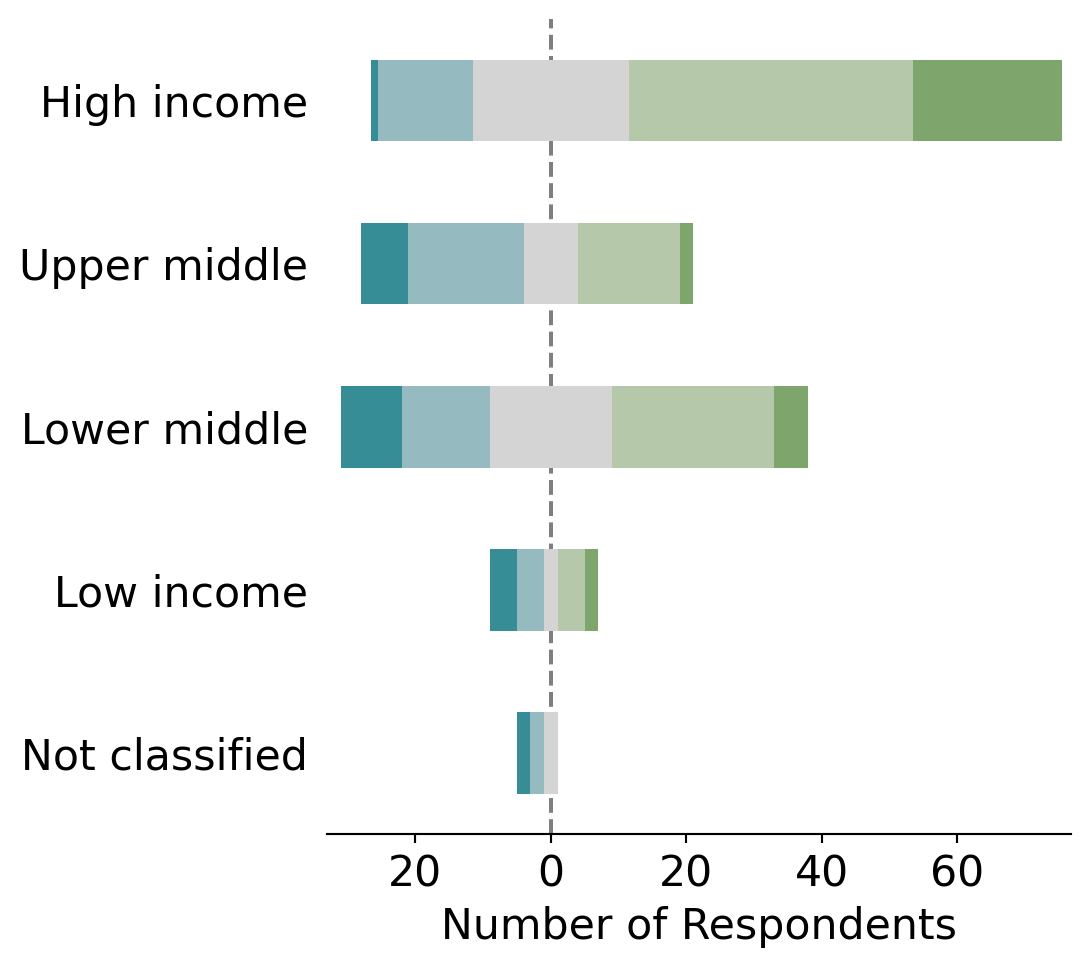 High income
Upper middle
Lower middle
Low income
Not classified
20 0 20 40 60
Number of Respondents